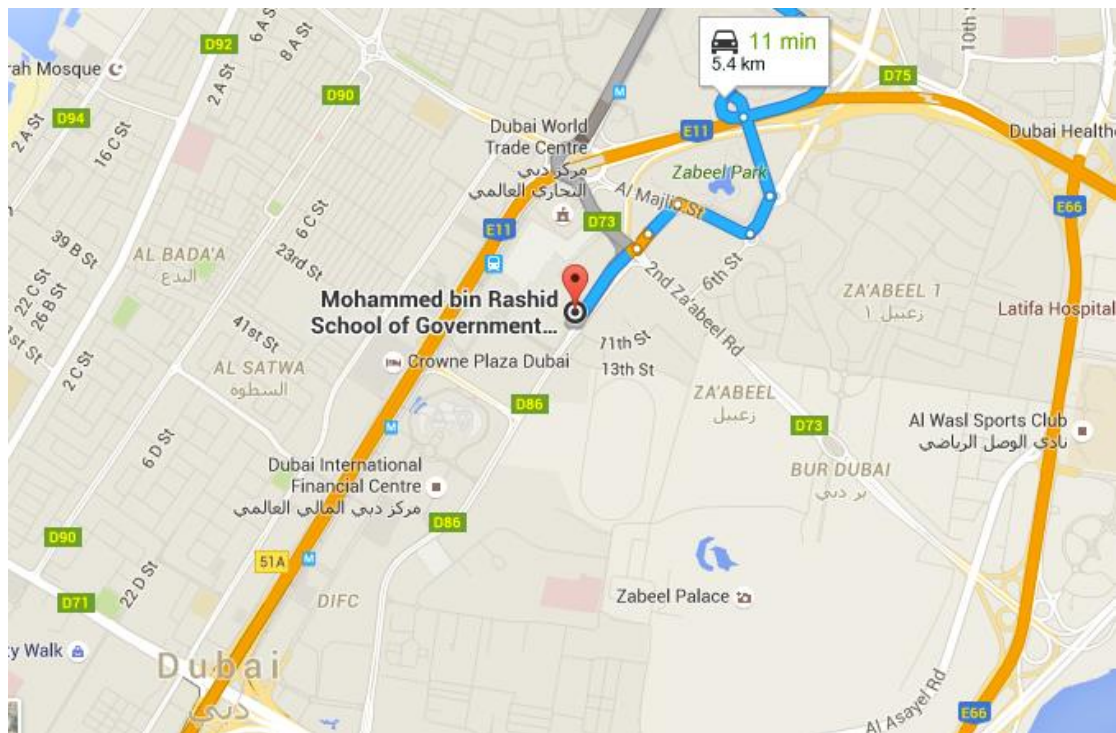 D92
6 A St
8 A St
11 min
5.4 km
10th St
rah Mosque
2 A St
D90
M
D75
D94
2 A St
16 C St
Dubai World
Trade Centre
مركز دبي
التجاري العالمي
E11
Dubai Healthc
Zabeel Park
Al Majlis St
E66
D73
6 C St
E11
39 B St
AL BADA'A
البدع
23rd St
2nd Za'abeel Rd
6th St
22 C St
26 B St
ZA'ABEEL 1
زعبيل ١
Latifa Hospital
Mohammed bin Rashid
School of Government...
41st St
2 C St
11th St
13th St
AL SATWA
السطوه
Crowne Plaza Dubai
ZA'ABEEL
زعبيل
D86
Al Wasl Sports Club
نادي الوصل الرياضي
M
D73
6 D St
BUR DUBAI
بر دبي
Dubai International
Financial Centre
مركز دبي المالي العالمي
D86
D90
51A
M
22 D St
D71
DIFC
Zabeel Palace
ty Walk
Dubai
دبي
Al Asayel Rd
E66